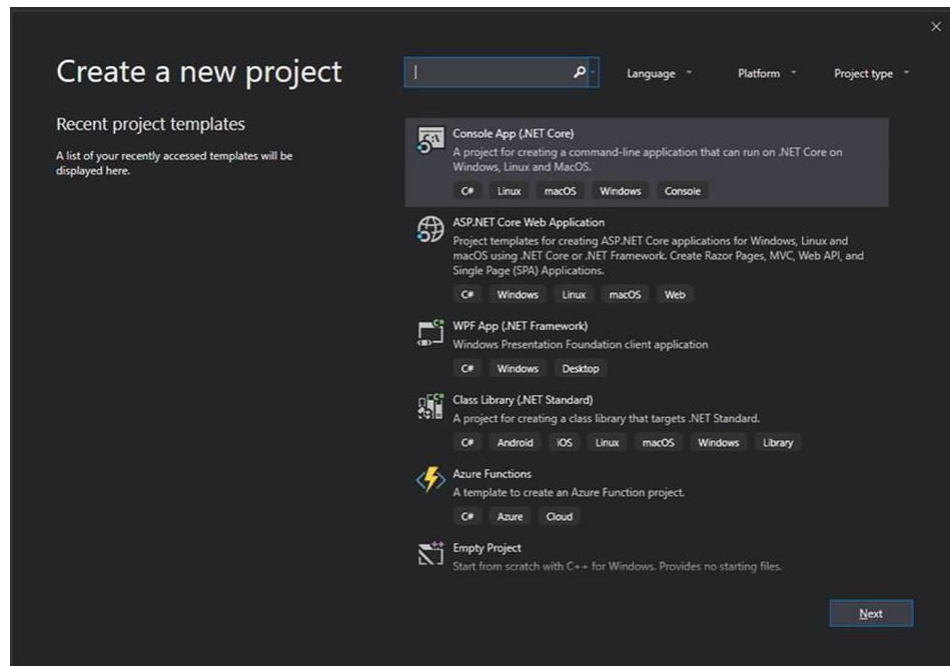 Create a new project
Language
Platform
Project type
Recent project templates
A list of your recently accessed templates will be
displayed here.
Console App (.NET Core)
A project for creating a command-line application that can run on .NET Core on
Windows, Linux and MacOS.
C# Linux macOS Windows Console
ASP.NET Core Web Application
Project templates for creating ASP.NET Core applications for Windows, Linux and
macOS using .NET Core or .NET Framework. Create Razor Pages, MVC, Web API, and
Single Page (SPA) Applications.
C# Windows Linux macOS Web
WPF App (.NET Framework)
Windows Presentation Foundation client application
C# Windows Desktop
Class Library (.NET Standard)
A project for creating a class library that targets .NET Standard.
C# Android iOS Linux macOS Windows Library
Azure Functions
A template to create an Azure Function project.
C# Azure Cloud
Empty Project
Start from scratch with C++ for Windows. Provides no starting files.
Next